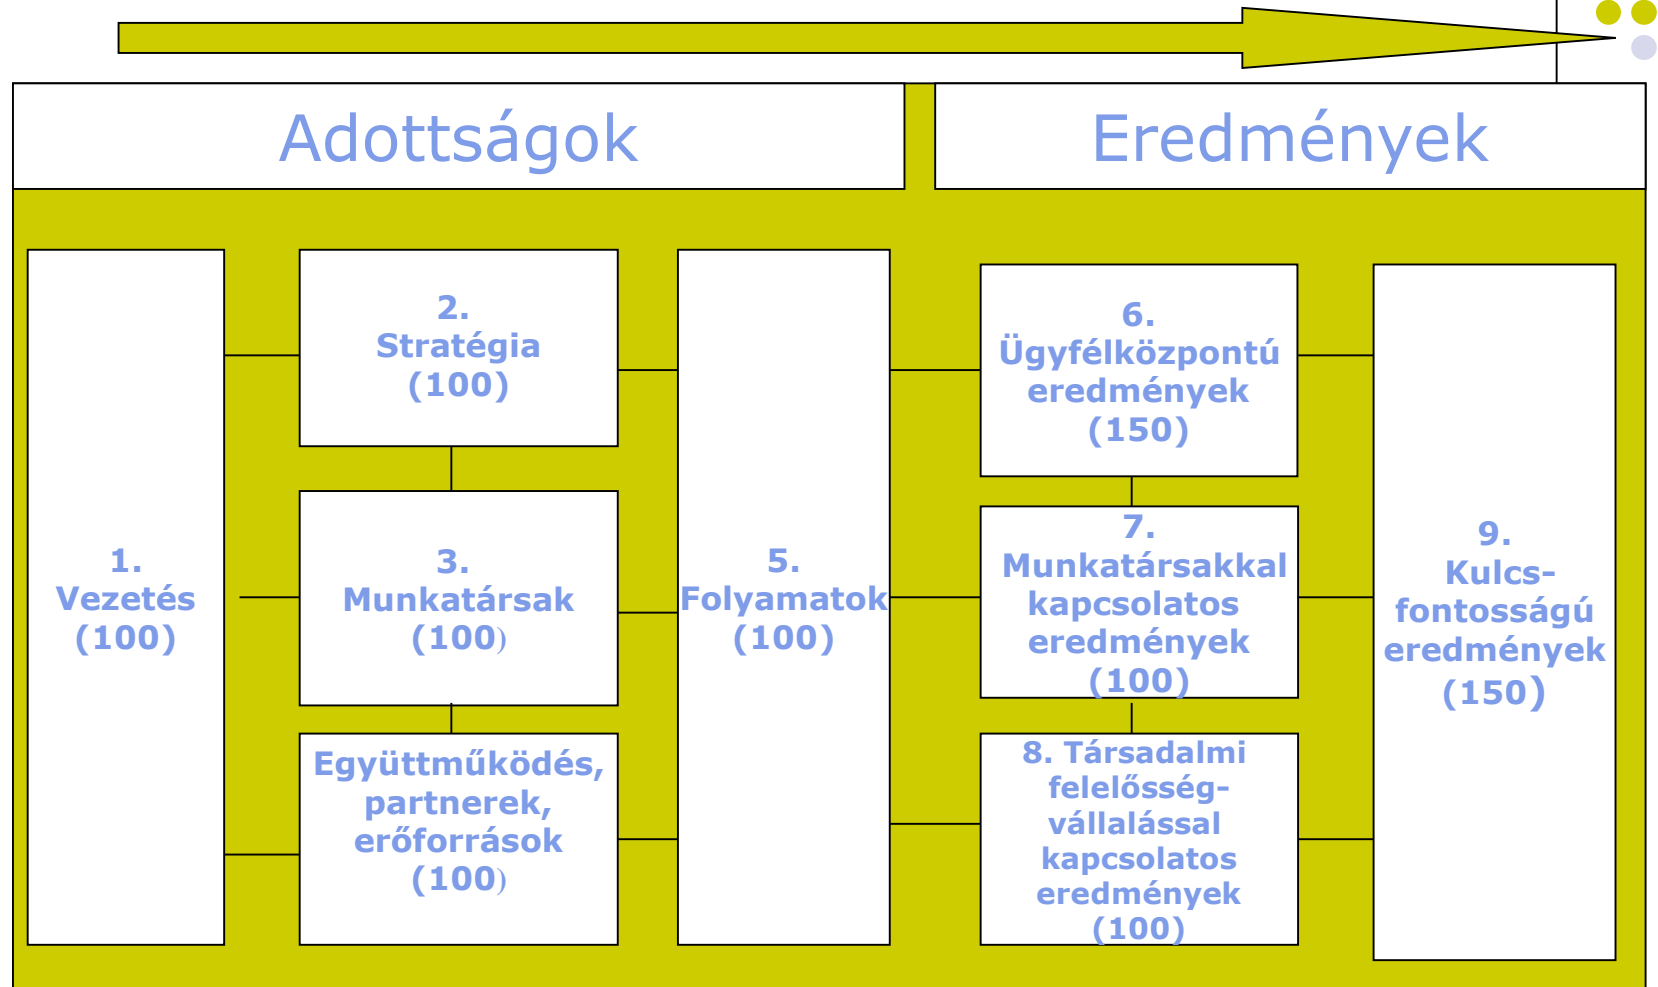 Adottságok
Eredmények
1.
Vezetés
(100)
2.
Stratégia
(100)
3.
Munkatársak
(100)
Együttműködés,
partnerek,
erőforrások
(100)
5.
Folyamatok
(100)
6.
Ügyfélközpontú
eredmények
(150)
7.
Munkatársakkal
kapcsolatos
eredmények
(100)
8. Társadalmi
felelősség-
vállalással
kapcsolatos
eredmények
(100)
9.
Kulcs-
fontosságú
eredmények
(150)